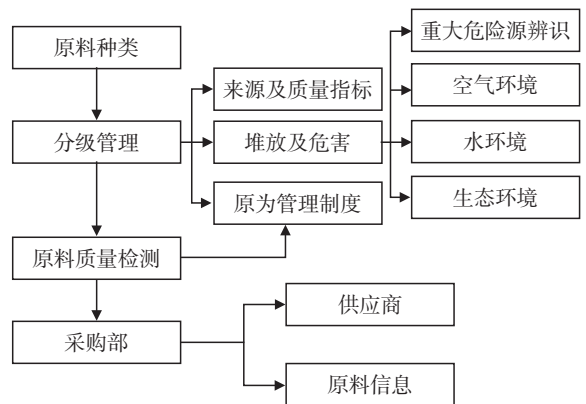 原料种类
分级管理
原料质量检测
采购部
来源及质量指标
堆放及危害
原为管理制度
重大危险源辨识
空气环境
水环境
生态环境
供应商
原料信息